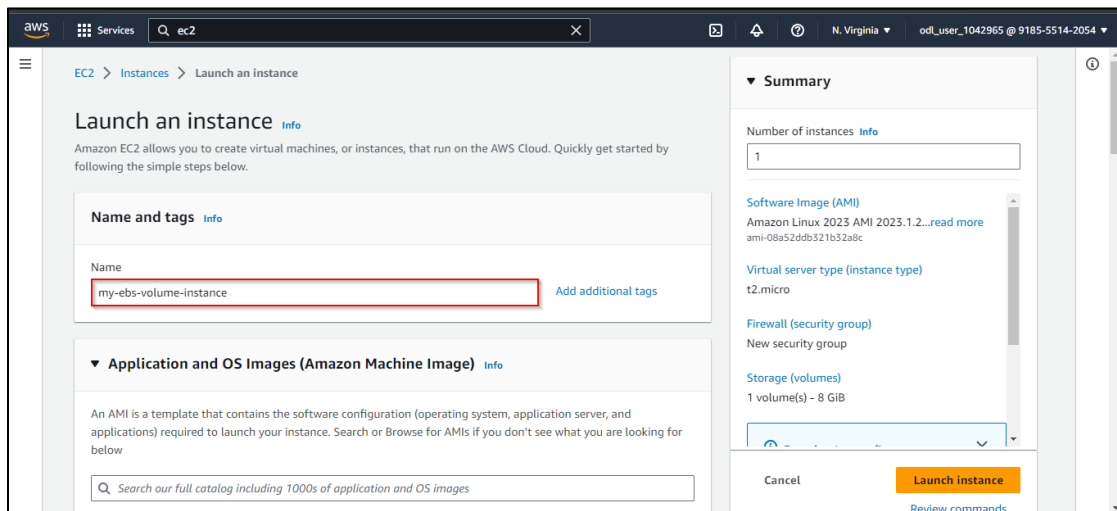 aws
Services
ec2
N. Virginia
odl_user_1042965 @ 9185-5514-2054
EC2 > Instances > Launch an instance
Launch an instance Info
Amazon EC2 allows you to create virtual machines, or instances, that run on the AWS Cloud. Quickly get started by
following the simple steps below.
Name and tags Info
Name
my-ebs-volume-instance
Add additional tags
Application and OS Images (Amazon Machine Image) Info
An AMI is a template that contains the software configuration (operating system, application server, and
applications) required to launch your instance. Search or Browse for AMIs if you don't see what you are looking for
below
Search our full catalog including 1000s of application and OS images
Summary
Number of instances Info
1
Software Image (AMI)
Amazon Linux 2023 AMI 2023.1.2...read more
ami-08a52ddb321b32a8c
Virtual server type (instance type)
t2.micro
Firewall (security group)
New security group
Storage (volumes)
1 volume(s) - 8 GiB
Cancel
Launch instance
Review commands